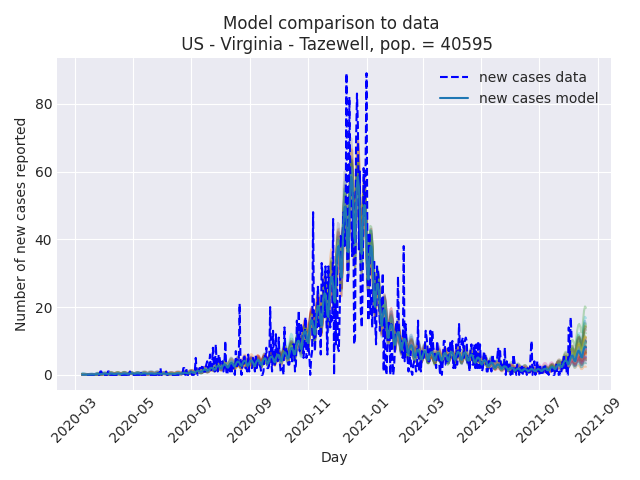 Model comparison to data
US - Virginia - Tazewell, pop. = 40595
new cases data
new cases model
Number of new cases reported
80
60
40
20
0
2020-03
2020-05
2020-07
2020-09
2020-11
2021-01
2021-03
2021-05
2021-07
2021-09
Day